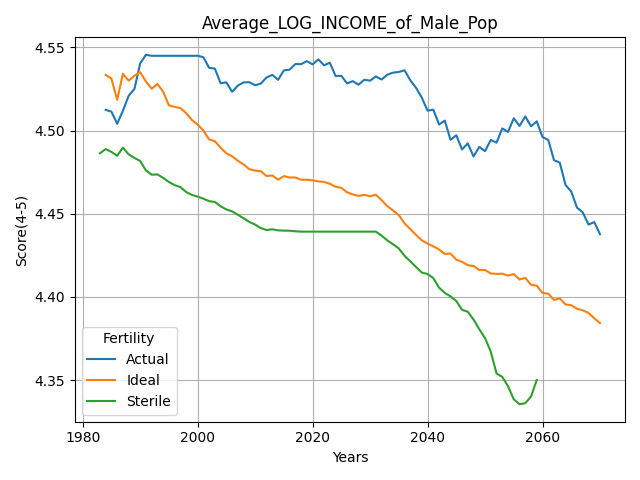 Average_LOG_INCOME_of_Male_Pop
Score(4-5)
4.55
4.50
4.45
4.40
4.35
Fertility
Actual
Ideal
Sterile
1980
2000
2020
2040
2060
Years